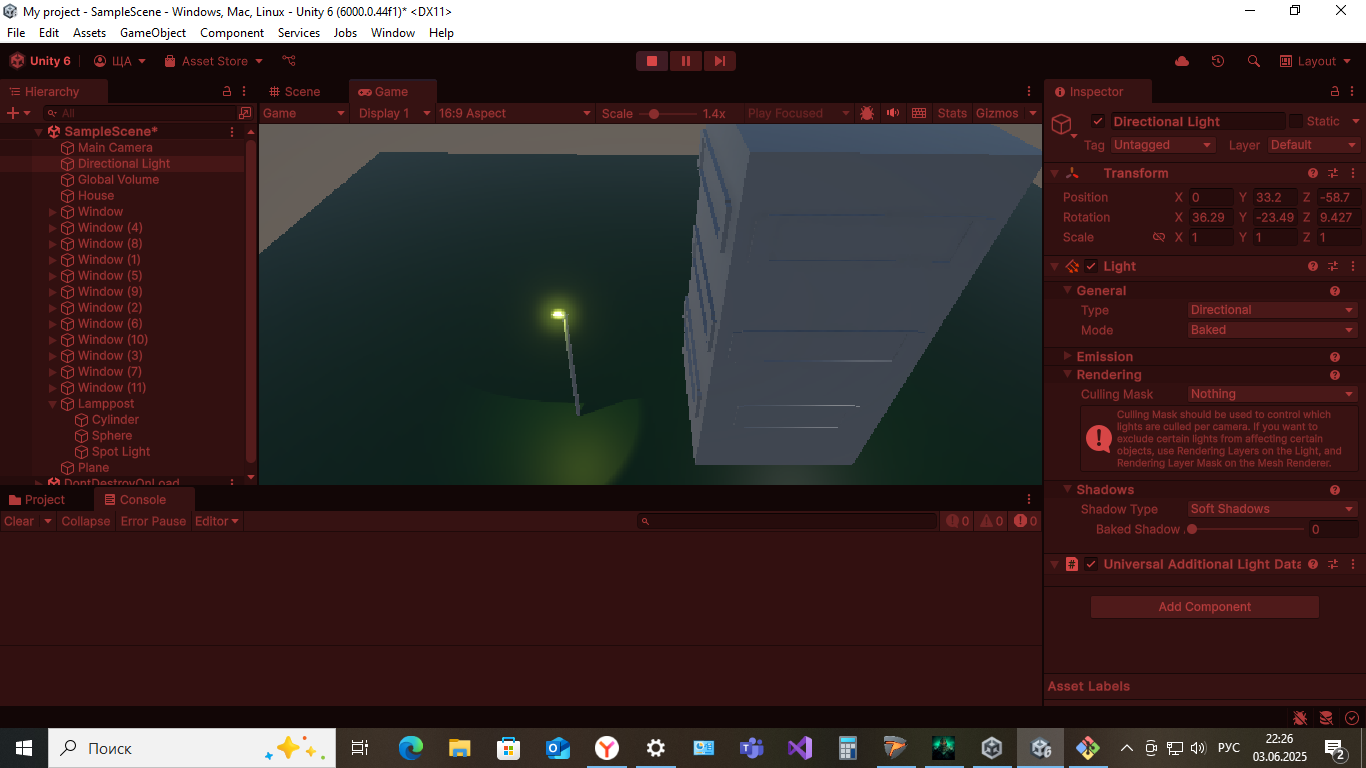 My project - SampleScene - Windows, Mac, Linux - Unity 6 (6000.0.44f1)* <DX11>
File Edit Assets GameObject Component Services Jobs Window Help
Unity 6 ЩА Asset Store Layout
Hierarchy
All
SampleScene*
Main Camera
Directional Light
Global Volume
House
Window
Window (4)
Window (8)
Window (1)
Window (5)
Window (9)
Window (2)
Window (6)
Window (10)
Window (3)
Window (7)
Window (11)
Lamppost
Cylinder
Sphere
Spot Light
Plane
DontDestroyOnLoad
Scene Game
Game Display 1 16:9 Aspect Scale 1.4x Play Focused Stats Gizmos
Inspector
Directional Light Static
Tag Untagged Layer Default
Transform
Position X 0 Y 33.2 Z -58.7
Rotation X 36.29 Y -23.49 Z 9.427
Scale X 1 Y 1 Z 1
Light
General
Type Directional
Mode Baked
Emission
Rendering
Culling Mask Nothing
Culling Mask should be used to control which
lights are culled per camera. If you want to
exclude certain lights from affecting certain
objects, use Rendering Layers on the Light, and
Rendering Layer Mask on the Mesh Renderer.
Shadows
Shadow Type Soft Shadows
Baked Shadow . 0
# Universal Additional Light Data
Add Component
Asset Labels
Project Console
Clear Collapse Error Pause Editor 0 0 0
Поиск
РУС
22:26
03.06.2025
2